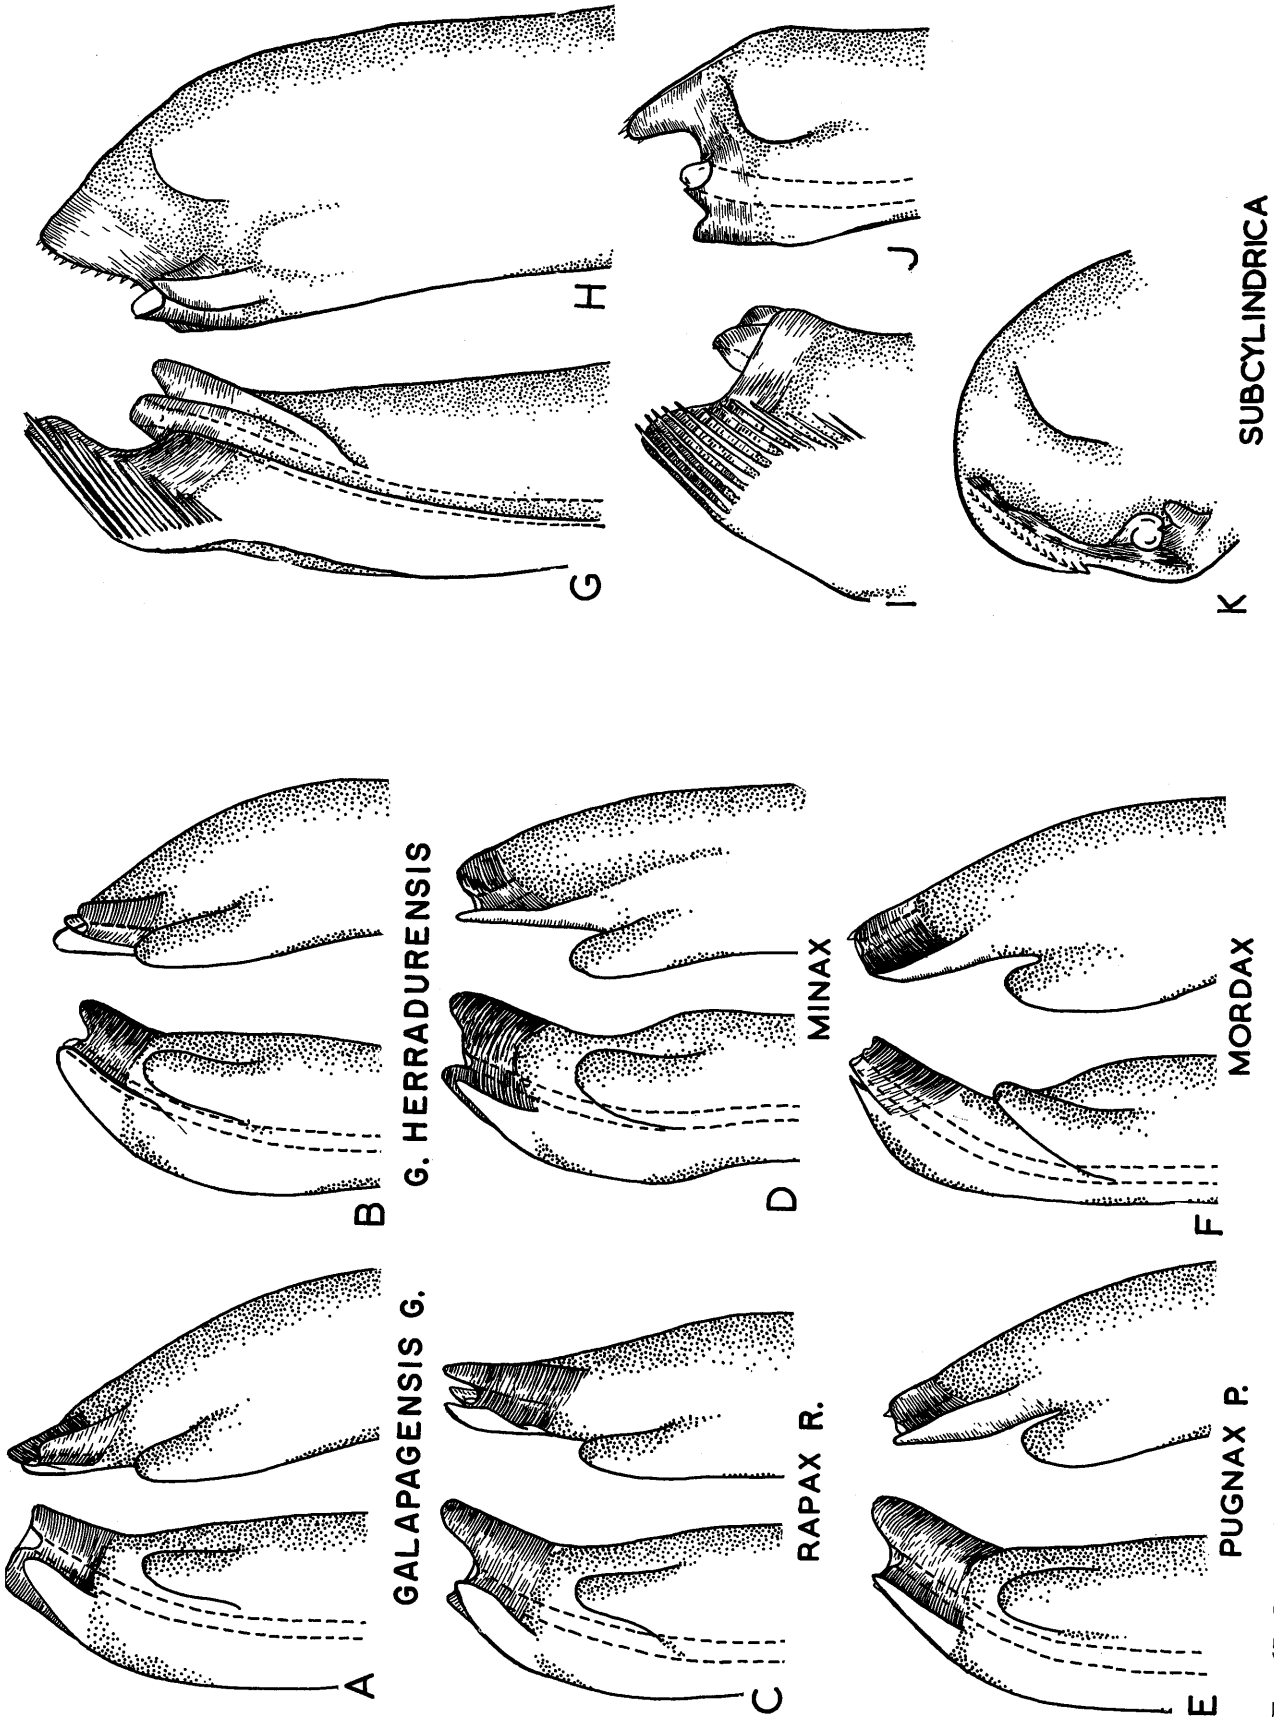 A
B
GALAPAGENSIS G.
G. HERRADURENSIS
C
D
RAPAX R.
MINAX
E
F
PUGNAX P.
MORDAX
G
H
I
J
K
SUBCYLINDRICA